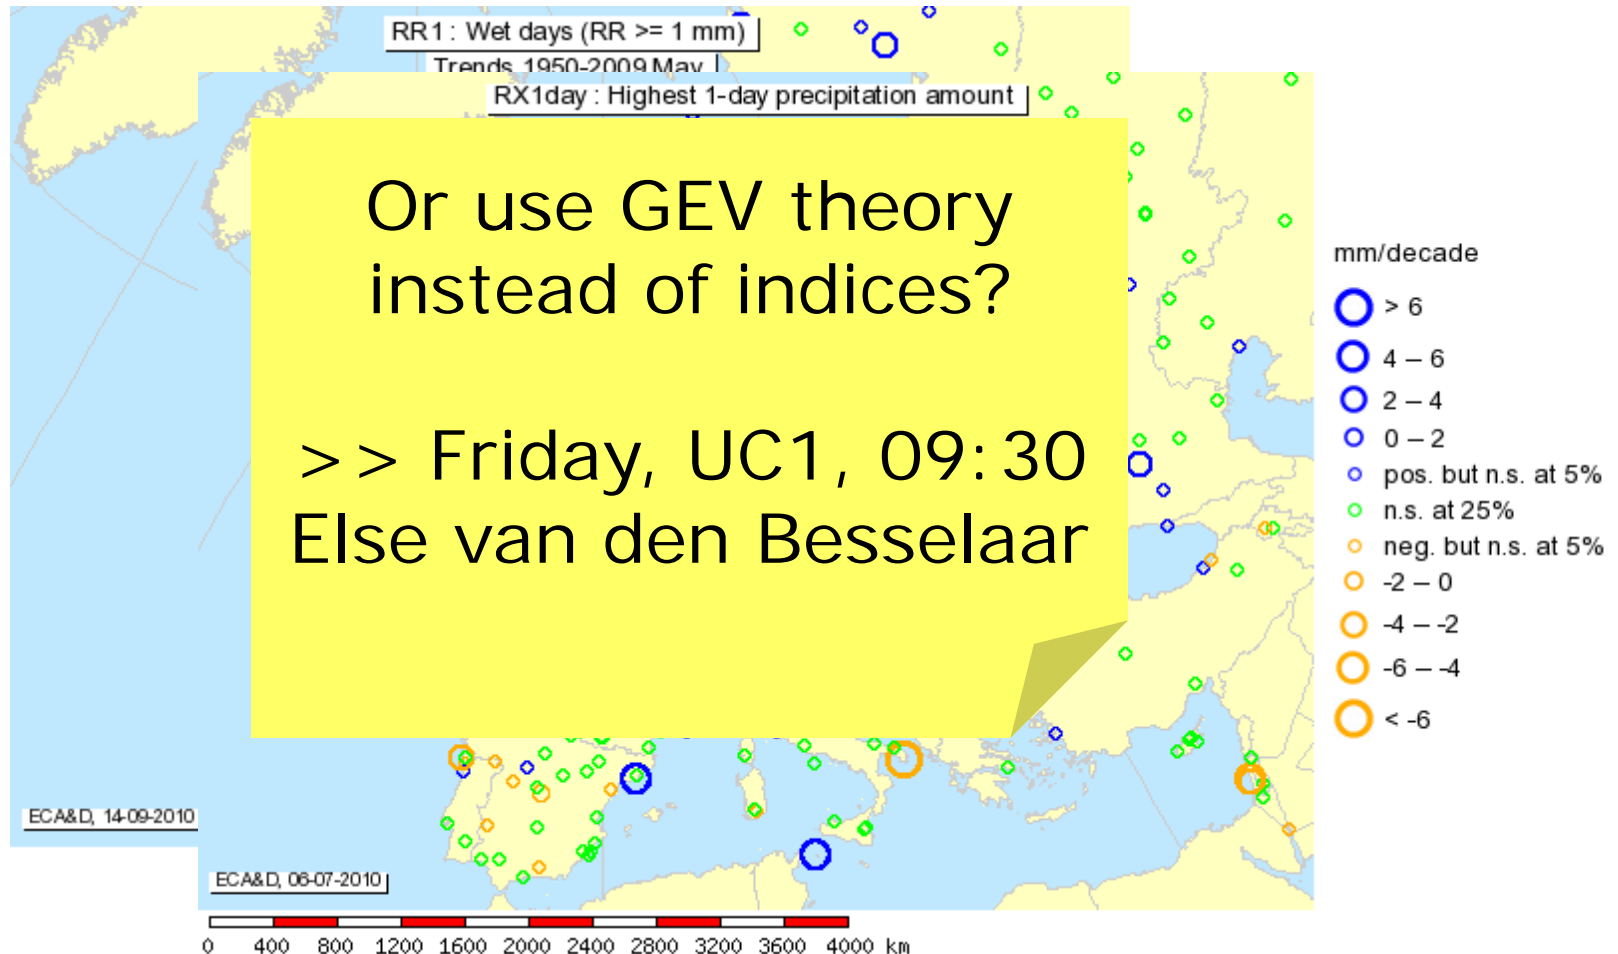 RR1 : Wet days (RR >= 1 mm)
Trends 1950-2009 May
RX1day : Highest 1-day precipitation amount
Or use GEV theory
instead of indices?
>> Friday, UC1, 09:30
Else van den Besselaar
mm/decade
> 6
4 – 6
2 – 4
0 – 2
pos. but n.s. at 5%
n.s. at 25%
neg. but n.s. at 5%
-2 – 0
-4 – -2
-6 – -4
< -6
ECA&D, 14-09-2010
ECA&D, 06-07-2010
0 400 800 1200 1600 2000 2400 2800 3200 3600 4000 km